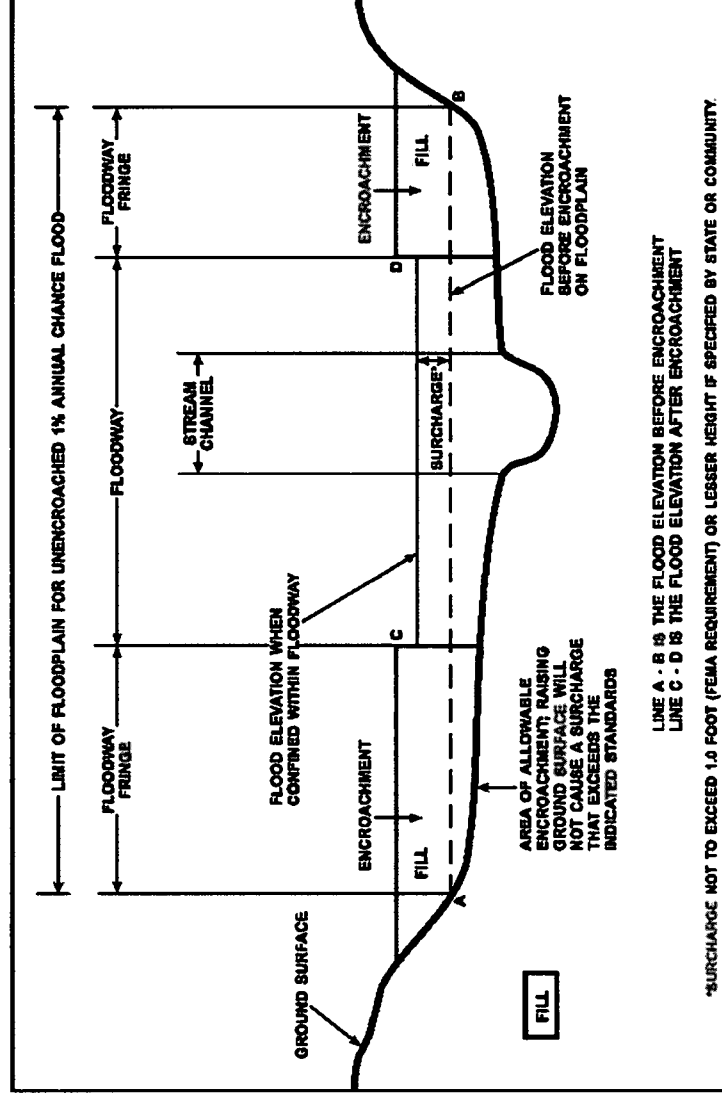 LIMIT OF FLOODPLAIN FOR UNENCROACHED 1% ANNUAL CHANCE FLOOD
FLOODWAY
FRINGE
FLOODWAY
FLOODWAY
FRINGE
STREAM
CHANNEL
GROUND SURFACE
FLOOD ELEVATION WHEN
CONFINED WITHIN FLOODWAY
ENCROACHMENT
FILL
C
D
ENCROACHMENT
FILL
SURCHARGE*
A
B
AREA OF ALLOWABLE
ENCROACHMENT; RAISING
GROUND SURFACE WILL
NOT CAUSE A SURCHARGE
THAT EXCEEDS THE
INDICATED STANDARDS
FLOOD ELEVATION
BEFORE ENCROACHMENT
ON FLOODPLAIN
FILL
LINE A - B IS THE FLOOD ELEVATION BEFORE ENCROACHMENT
LINE C - D IS THE FLOOD ELEVATION AFTER ENCROACHMENT
*SURCHARGE NOT TO EXCEED 1.0 FOOT (FEMA REQUIREMENT) OR LESSER HEIGHT IF SPECIFIED BY STATE OR COMMUNITY.